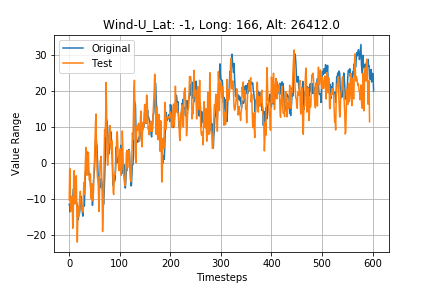 Wind-U_Lat: -1, Long: 166, Alt: 26412.0
Original
Test
30
20
10
0
−10
−20
Value Range
0 100 200 300 400 500 600
Timesteps